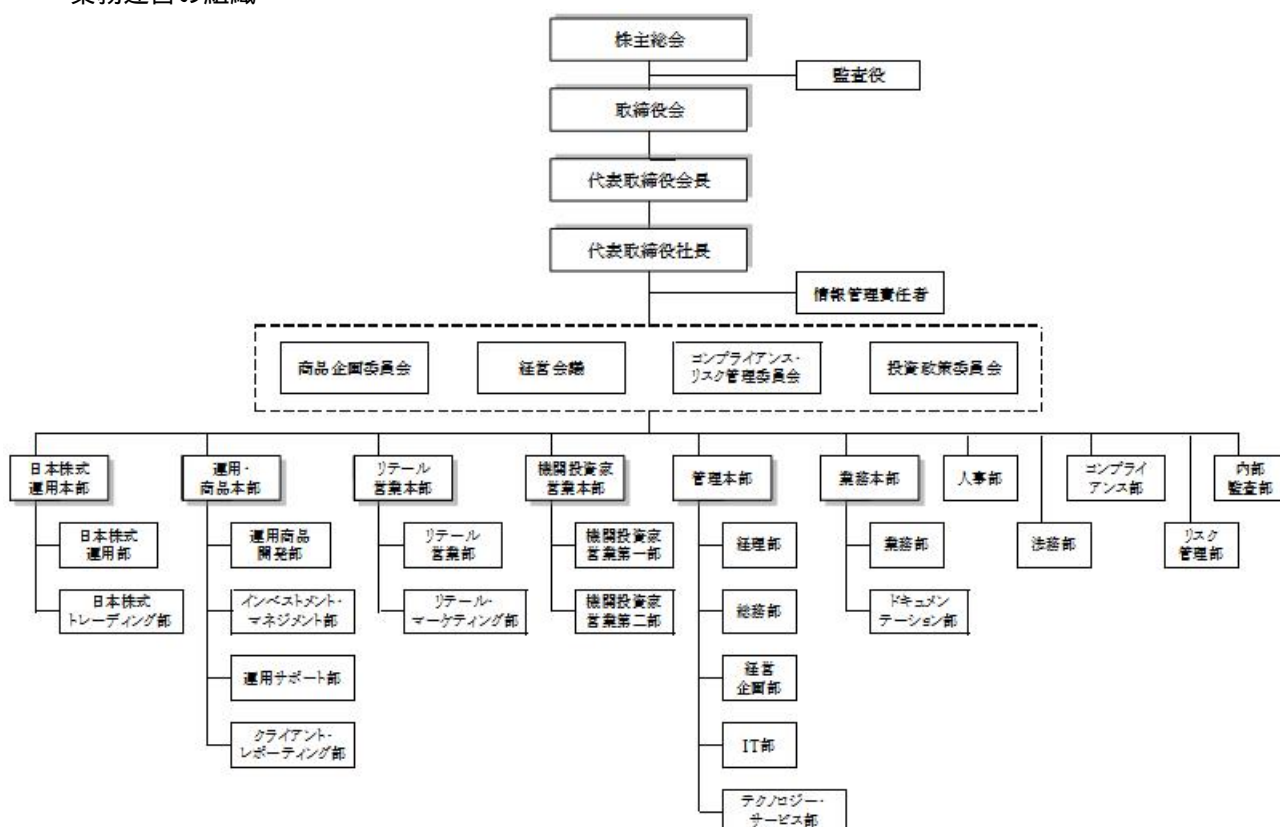 業務運営の組織
株主総会
監査役
取締役会
代表取締役会長
代表取締役社長
情報管理責任者
商品企画委員会
経営会議
コンプライアンス・
リスク管理委員会
投資政策委員会
日本株式
運用本部
運用・
商品本部
リテール
営業本部
機関投資家
営業本部
管理本部
業務本部
人事部
コンプライ
アンス部
内部
監査部
日本株式
運用部
運用商品
開発部
リテール
営業部
機関投資家
営業第一部
経理部
業務部
法務部
リスク
管理部
日本株式
トレーディング部
インベストメント・
マネジメント部
リテール・
マーケティング部
機関投資家
営業第二部
総務部
ドキュメン
テーション部
運用サポート部
経営
企画部
クライアント・
レポーティング部
IT部
テクノロジー・
サービス部